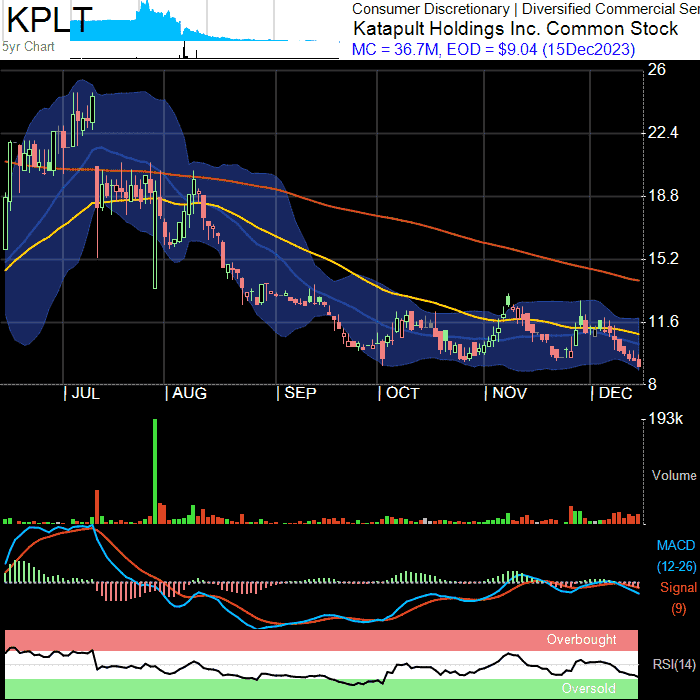 KPLT
5yr Chart
Consumer Discretionary | Diversified Commercial Ser
Katapult Holdings Inc. Common Stock
MC = 36.7M, EOD = $9.04 (15Dec2023)
26
22.4
18.8
15.2
11.6
8
| JUL | AUG | SEP | OCT | NOV | DEC
193k
Volume
MACD
(12-26)
Signal
(9)
Overbought
RSI(14)
Oversold